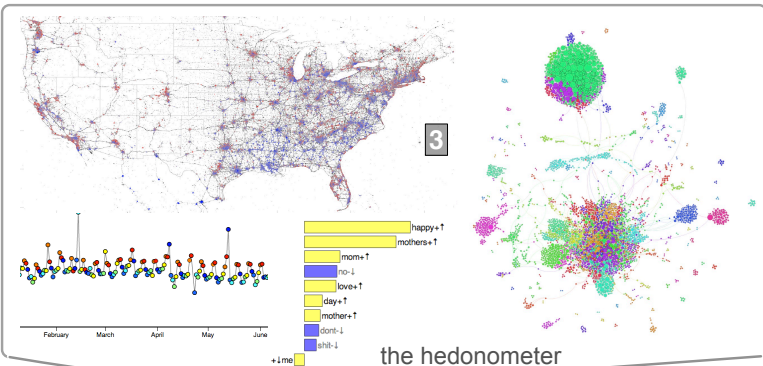 3
happy+↑
mothers+↑
mom+↑
no-↓
love+↑
day+↑
mother+↑
dont-↓
shit-↓
+↓me
February March April May June
the hedonometer